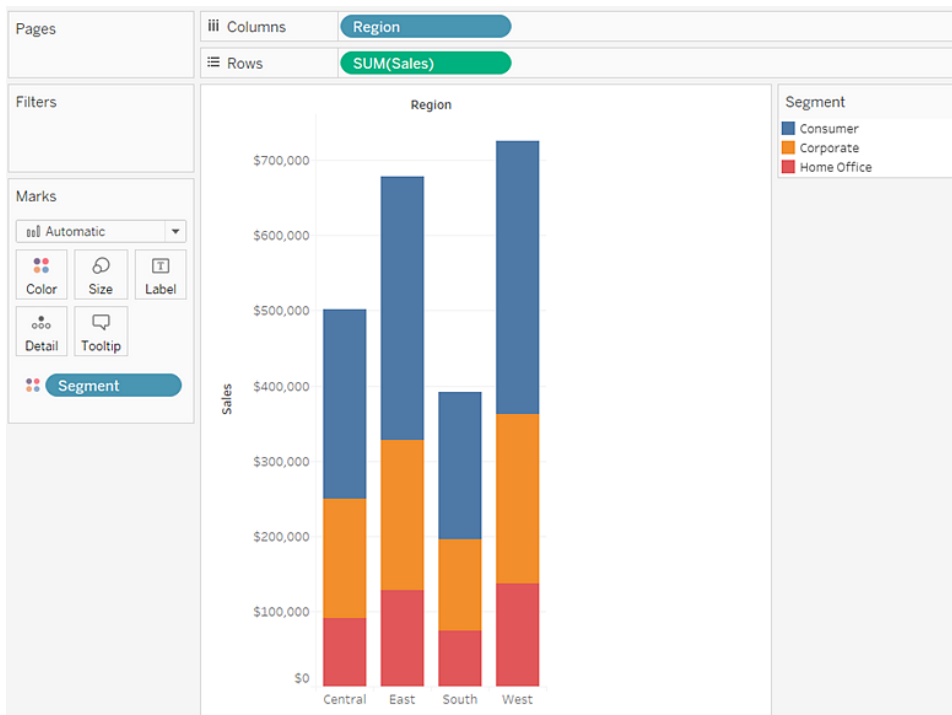 Pages
Columns
Region
Rows
SUM(Sales)
Filters
Marks
Automatic
Color
Size
Label
Detail
Tooltip
Segment
Region
Sales
$700,000
$600,000
$500,000
$400,000
$300,000
$200,000
$100,000
$0
Central East South West
Segment
Consumer
Corporate
Home Office